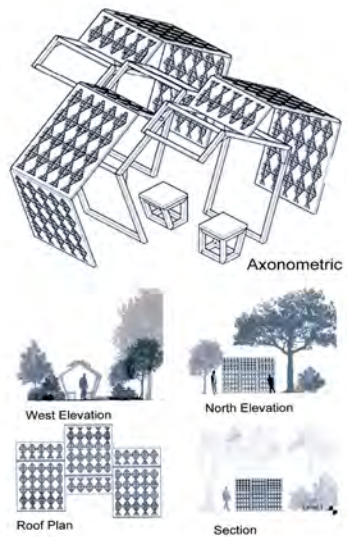 Axonometric
West Elevation
North Elevation
Roof Plan
Section